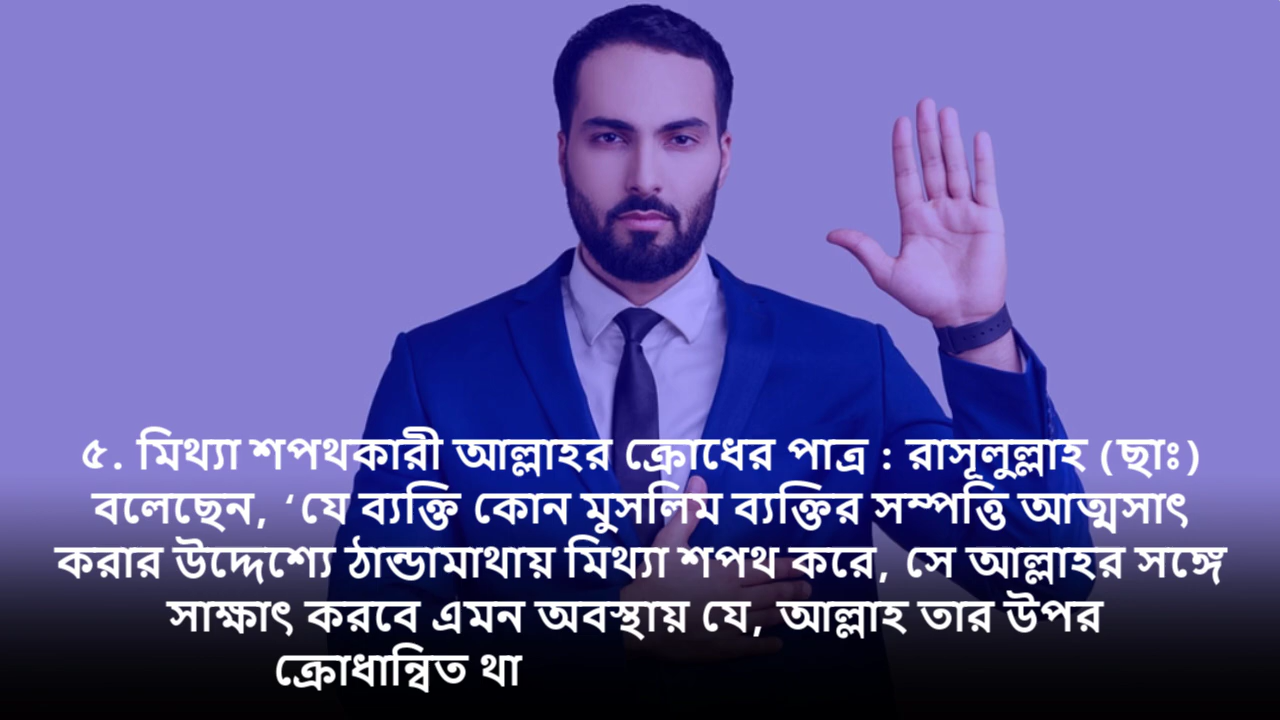 ৫. মিথ্যা শপথকারী আল্লাহর ক্রোধের পাত্র : রাসূলুল্লাহ (ছাঃ)
বলেছেন, ‘যে ব্যক্তি কোন মুসলিম ব্যক্তির সম্পত্তি আত্মসাৎ
করার উদ্দেশ্যে ঠান্ডামাথায় মিথ্যা শপথ করে, সে আল্লাহর সঙ্গে
সাক্ষাৎ করবে এমন অবস্থায় যে, আল্লাহ তার উপর
ক্রোধান্বিত থা